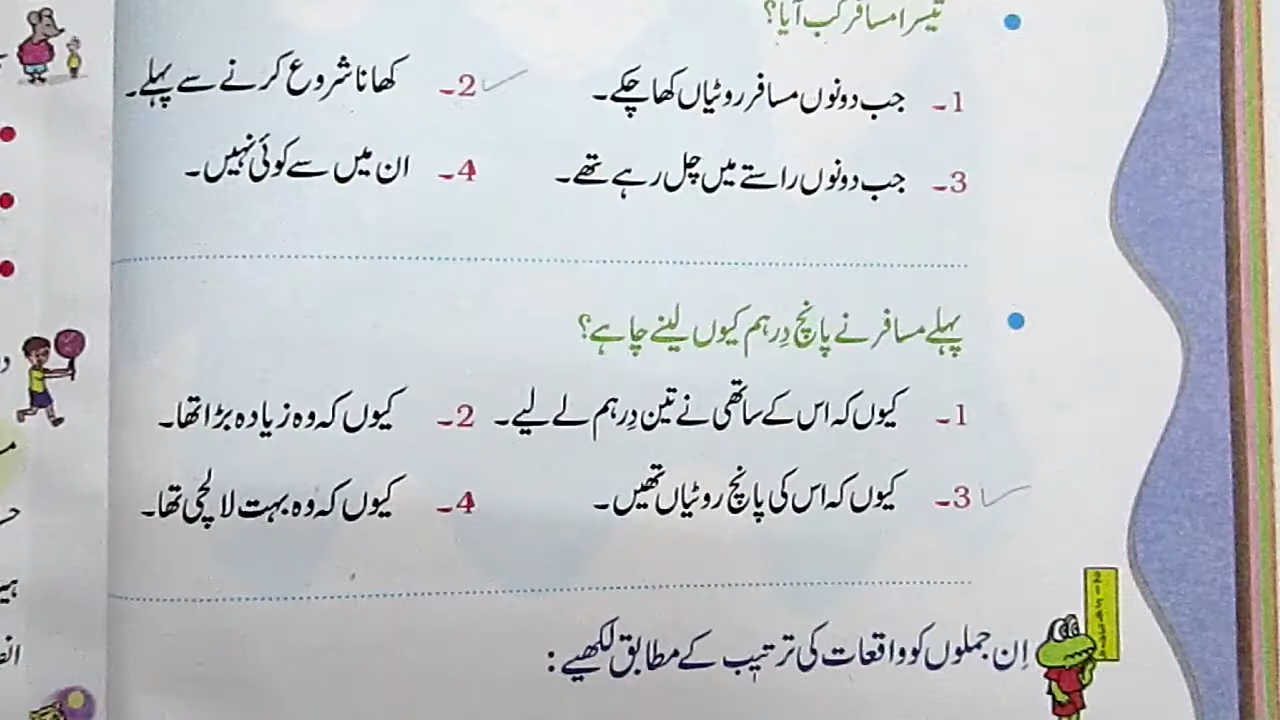 تیسرا مسافر کب آیا؟
1۔ جب دونوں مسافر روٹیاں کھا چکے۔ 2۔ کھانا شروع کرنے سے پہلے۔
3۔ جب دونوں راستے میں چل رہے تھے۔ 4۔ ان میں سے کوئی نہیں۔
پہلے مسافر نے پانچ دِرہم کیوں لینے چاہے؟
1۔ کیوں کہ اس کے ساتھی نے تین دِرہم لے لیے۔ 2۔ کیوں کہ وہ زیادہ بڑا تھا۔
3۔ کیوں کہ اس کی پانچ روٹیاں تھیں۔ 4۔ کیوں کہ وہ بہت لالچی تھا۔
اِن جملوں کو واقعات کی ترتیب کے مطابق لکھیے: